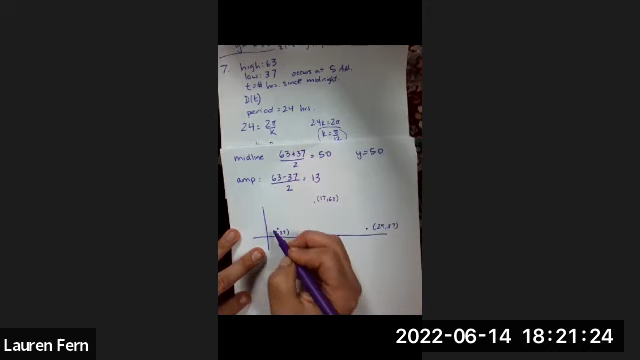 7. high: 63
low: 37 occurs at 5 AM.
t = # hrs. since midnight.
D(t)
period = 24 hrs.
24 = 2π/k 24k = 2π
k = π/12
midline 63+37/2 = 50 y = 50
amp: 63-37/2 = 13
(17,63)
37) (29,37)
Lauren Fern
2022-06-14 18:21:24